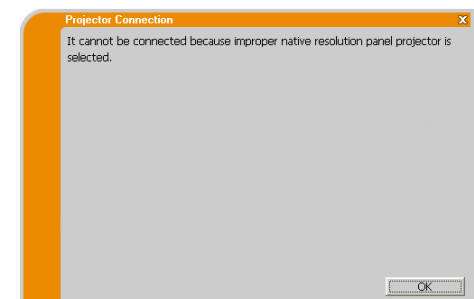 Projector Connection
X
It cannot be connected because improper native resolution panel projector is
selected.
OK